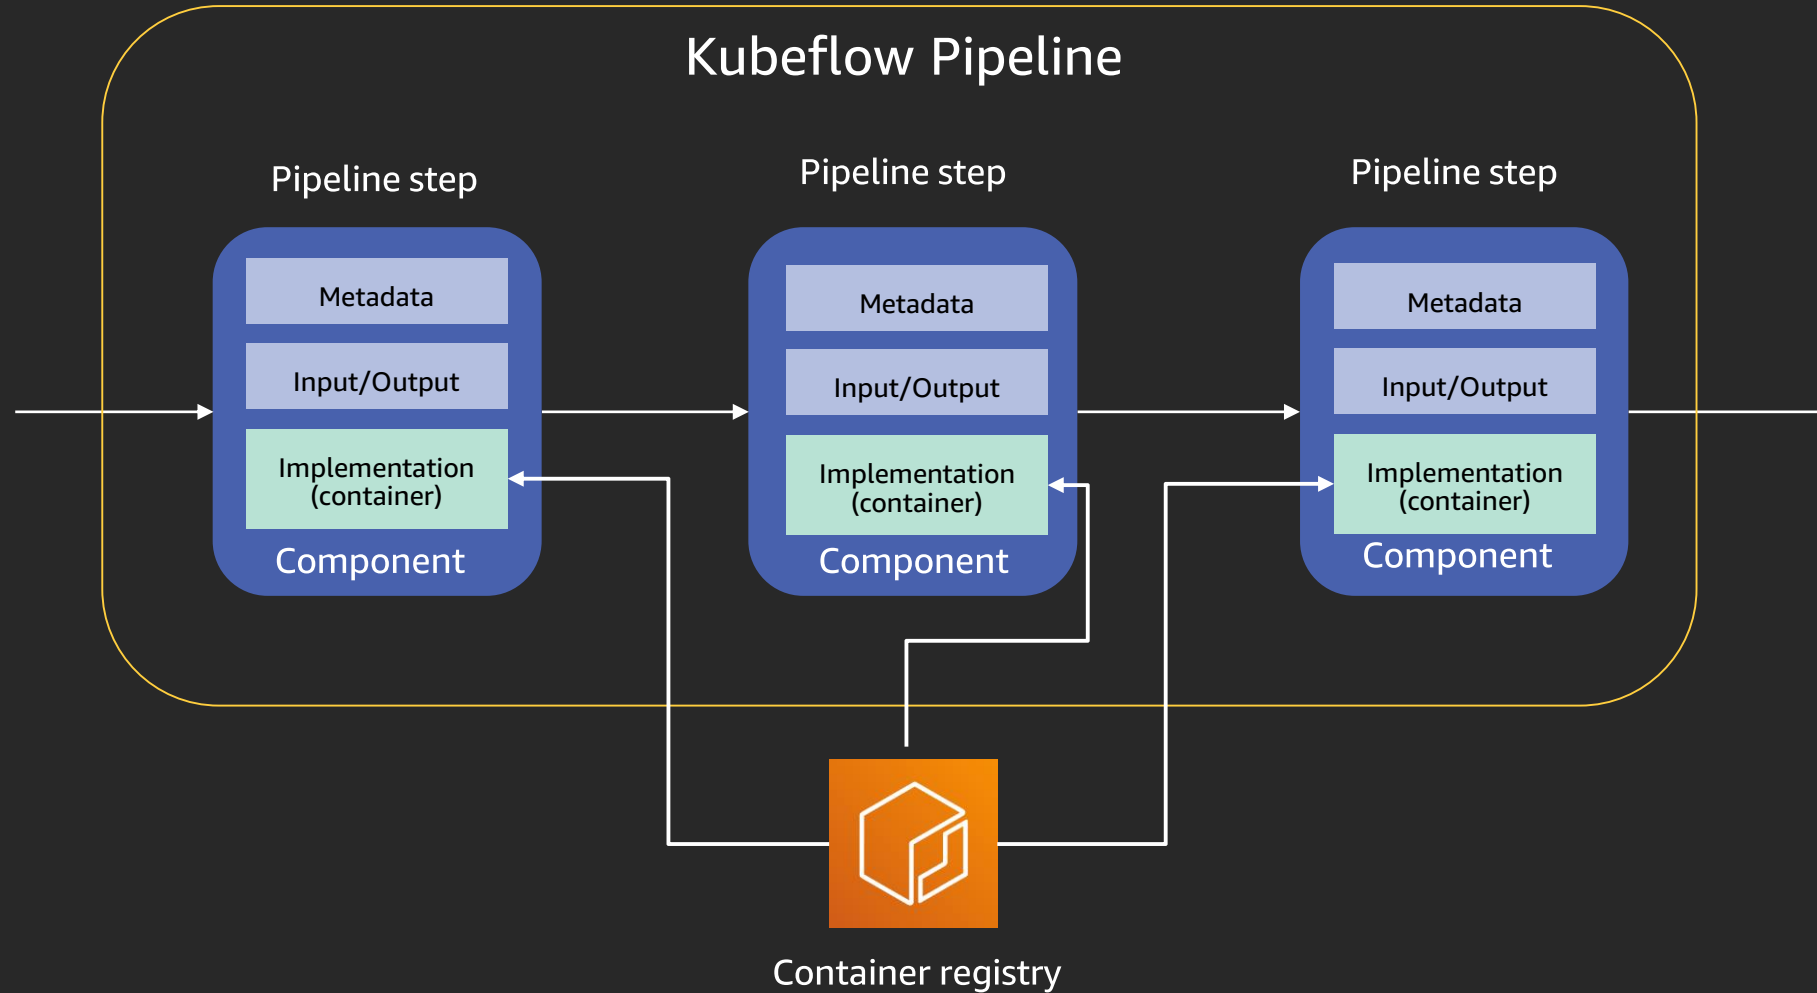 Kubeflow Pipeline
Pipeline step
Metadata
Input/Output
Implementation
(container)
Component
Pipeline step
Metadata
Input/Output
Implementation
(container)
Component
Pipeline step
Metadata
Input/Output
Implementation
(container)
Component
Container registry